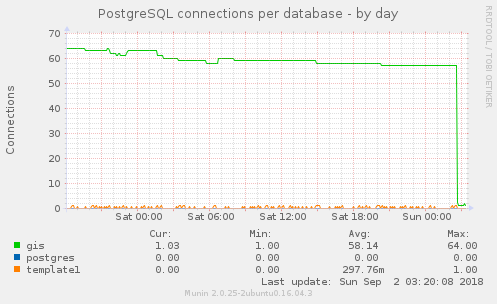 PostgreSQL connections per database - by day
RRDTOOL / TOBI OETIKER
Connections
70
60
50
40
30
20
10
0
Sat 00:00 Sat 06:00 Sat 12:00 Sat 18:00 Sun 00:00
Cur: Min: Avg: Max:
gis 1.03 1.00 58.14 64.00
postgres 0.00 0.00 0.00 0.00
template1 0.00 0.00 297.76m 1.00
Last update: Sun Sep 2 03:20:08 2018
Munin 2.0.25-2ubuntu0.16.04.3